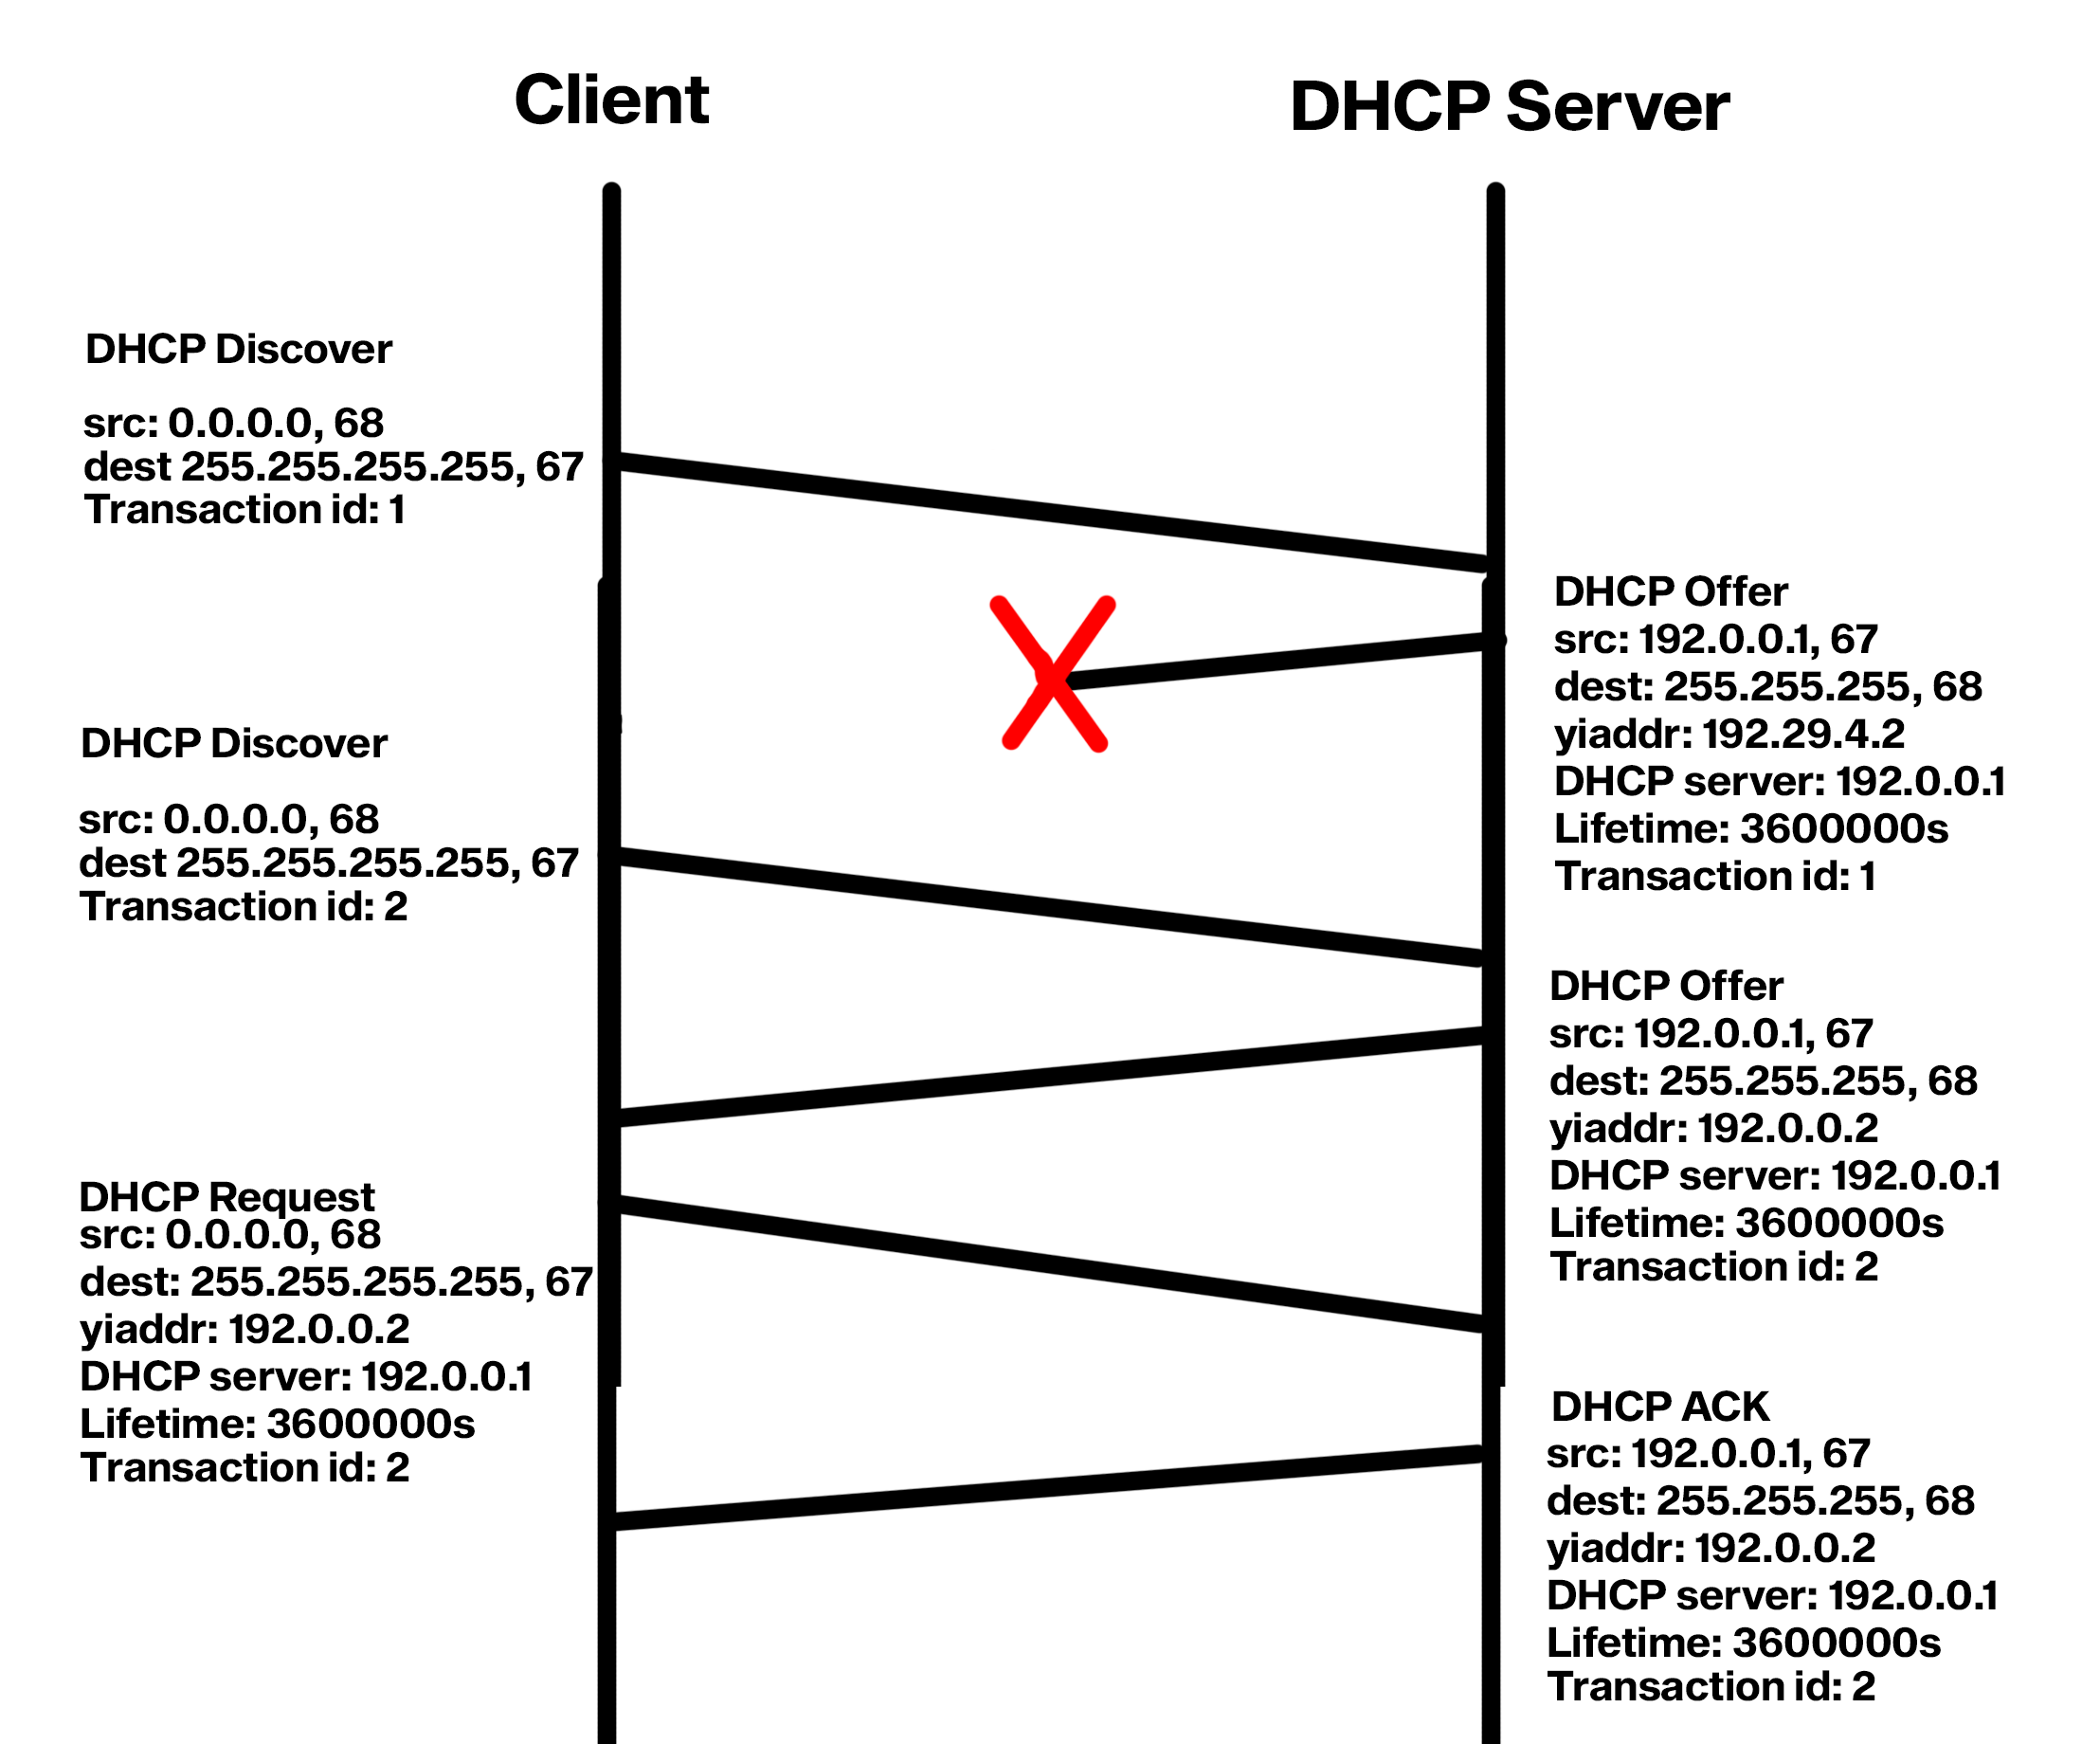 Client
DHCP Server
DHCP Discover
src: 0.0.0.0, 68
dest 255.255.255.255, 67
Transaction id: 1
DHCP Offer
src: 192.0.0.1, 67
dest: 255.255.255, 68
yiaddr: 192.29.4.2
DHCP server: 192.0.0.1
Lifetime: 3600000s
Transaction id: 1
DHCP Discover
src: 0.0.0.0, 68
dest 255.255.255.255, 67
Transaction id: 2
DHCP Offer
src: 192.0.0.1, 67
dest: 255.255.255, 68
yiaddr: 192.0.0.2
DHCP server: 192.0.0.1
Lifetime: 3600000s
Transaction id: 2
DHCP Request
src: 0.0.0.0, 68
dest: 255.255.255.255, 67
yiaddr: 192.0.0.2
DHCP server: 192.0.0.1
Lifetime: 3600000s
Transaction id: 2
DHCP ACK
src: 192.0.0.1, 67
dest: 255.255.255, 68
yiaddr: 192.0.0.2
DHCP server: 192.0.0.1
Lifetime: 3600000s
Transaction id: 2